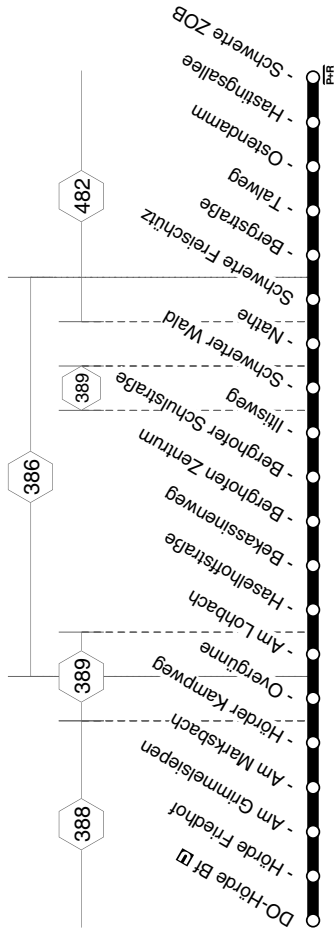 482
389
386
389
388
- Schwerte ZOB
P+R
- Hastingsallee
- Ostendamm
- Talweg
- Bergstraße
Schwerte Freischütz
- Nathe
- Schwerter Wald
- Iltisweg
- Berghofer Schulstraße
- Berghofen Zentrum
- Bekassinenweg
- Haselhoffstraße
- Am Lohbach
- Overgünne
- Hörder Kampweg
- Am Marksbach
- Am Grimmelsiepen
- Hörde Friedhof
DO-Hörde Bf U